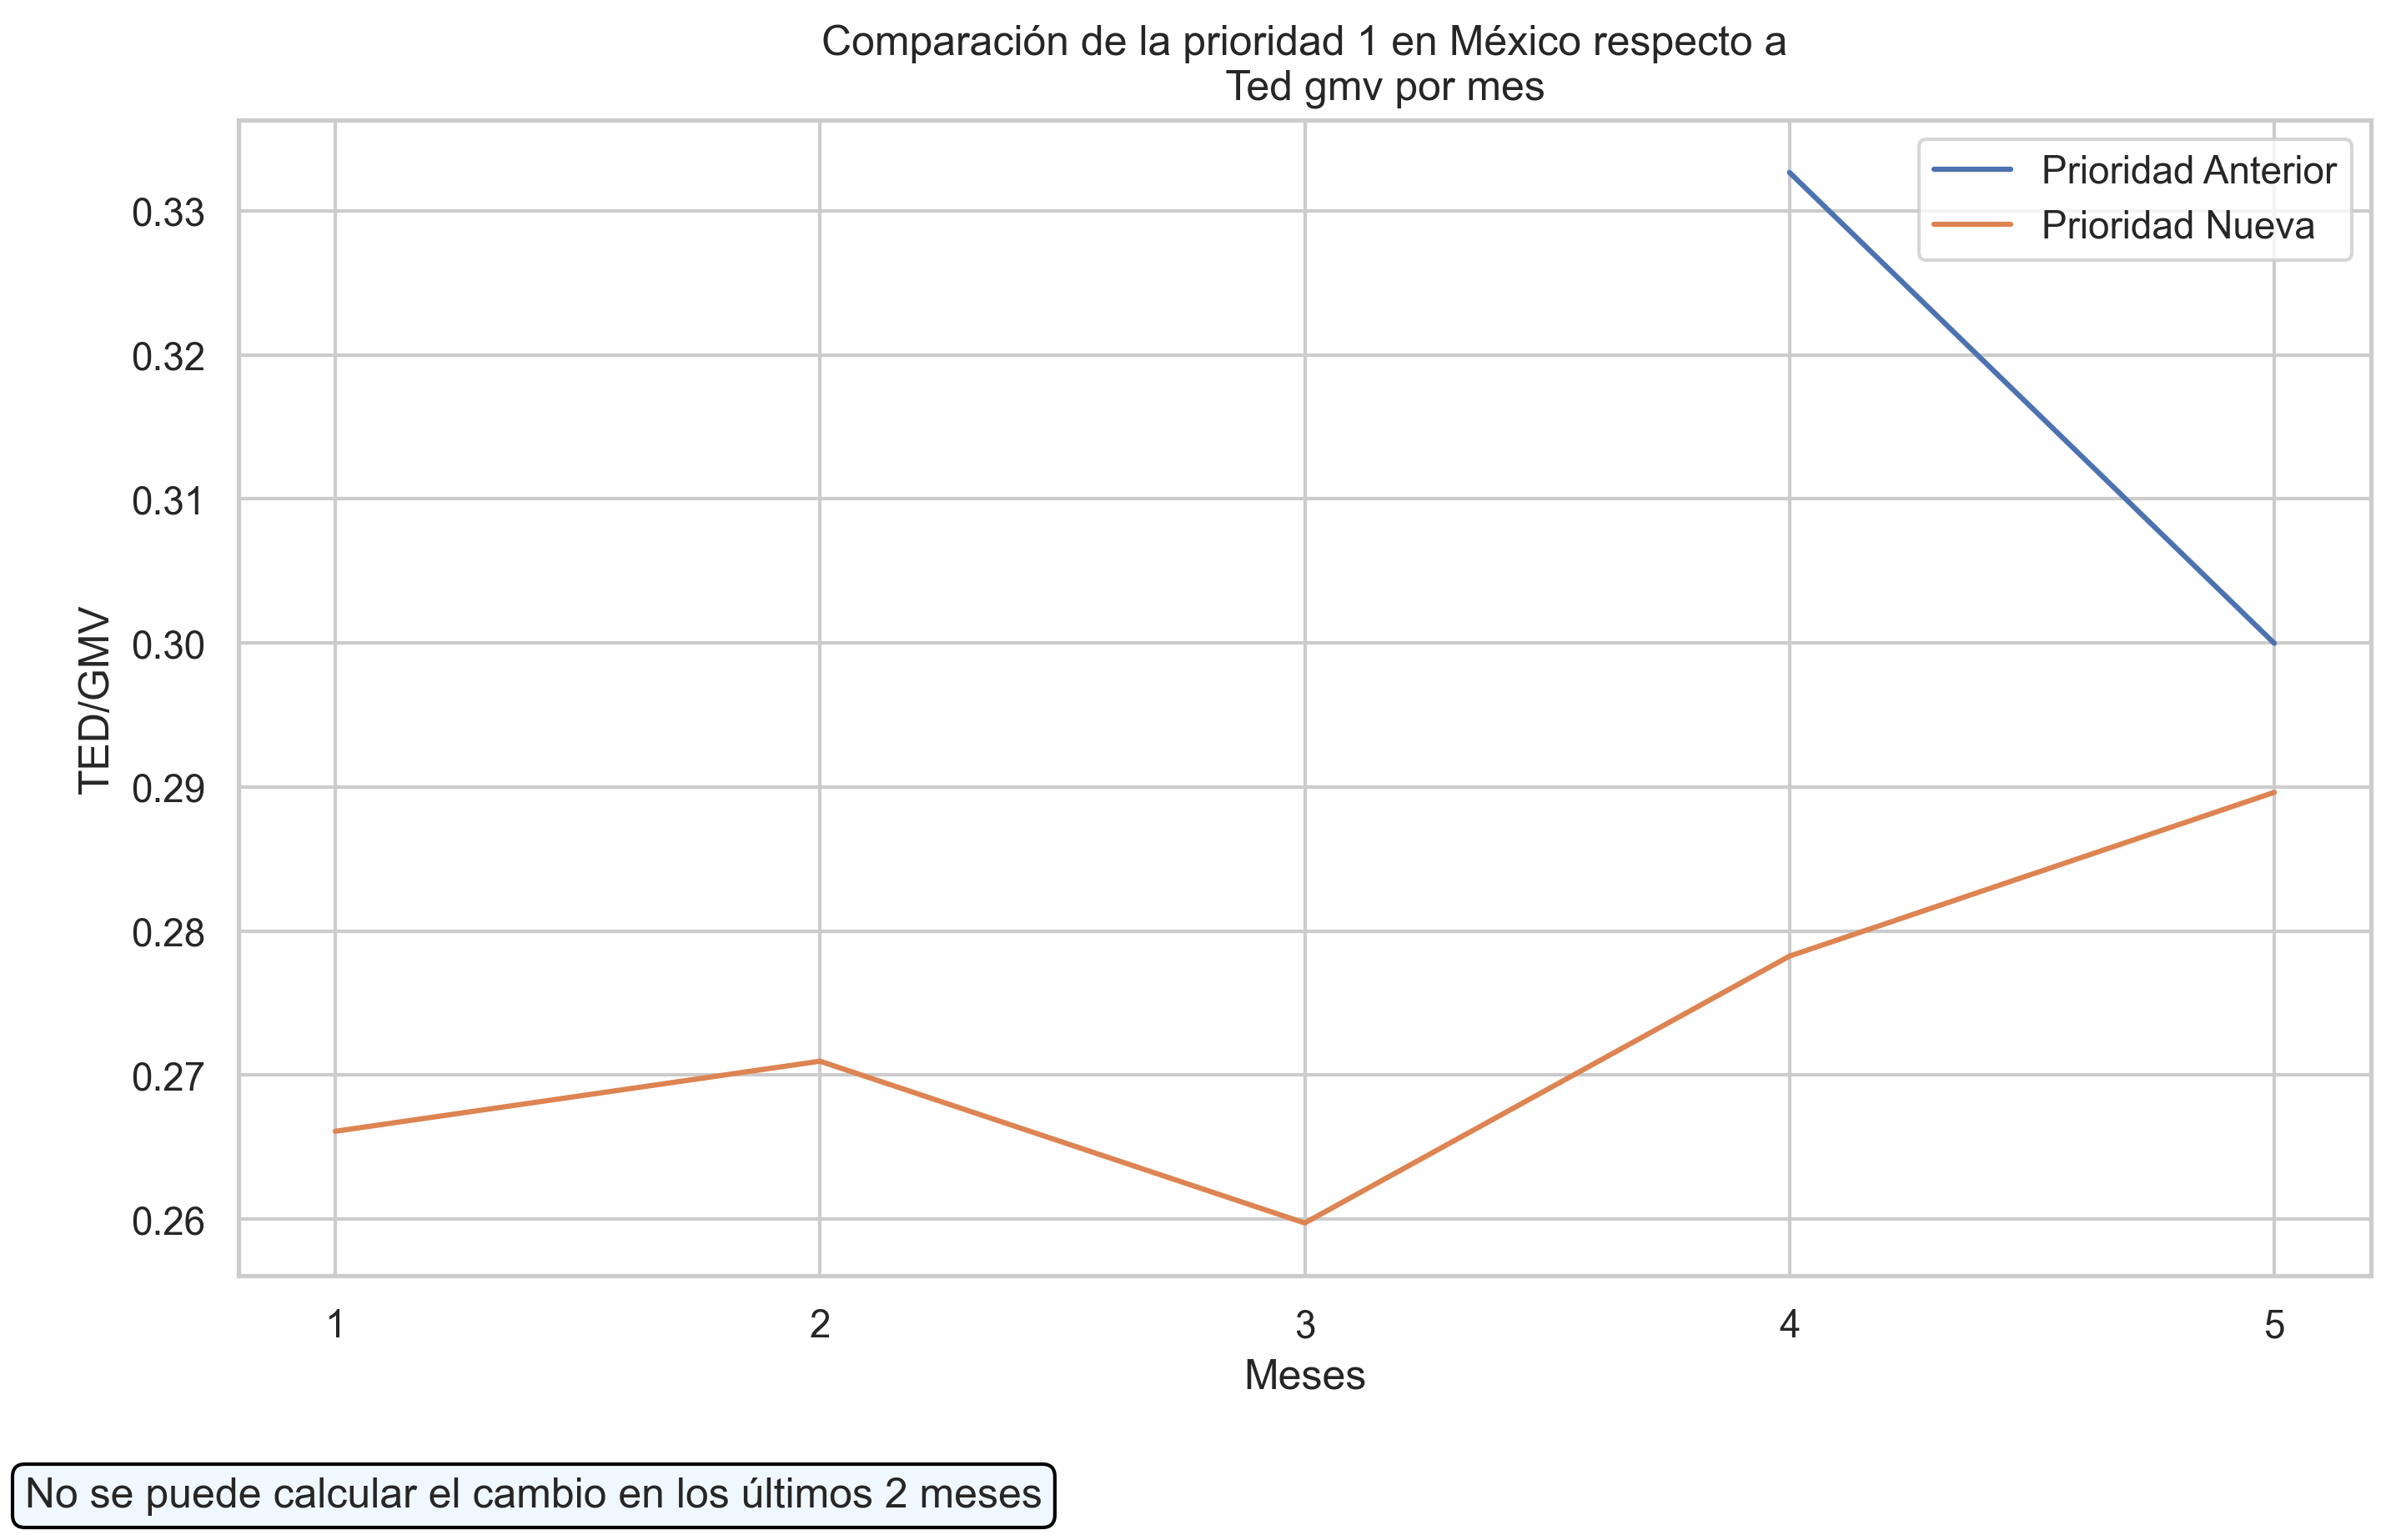 Comparación de la prioridad 1 en México respecto a
Ted gmv por mes
Prioridad Anterior
Prioridad Nueva
0.33
0.32
0.31
0.30
0.29
0.28
0.27
0.26
TED/GMV
1 2 3 4 5
Meses
No se puede calcular el cambio en los últimos 2 meses